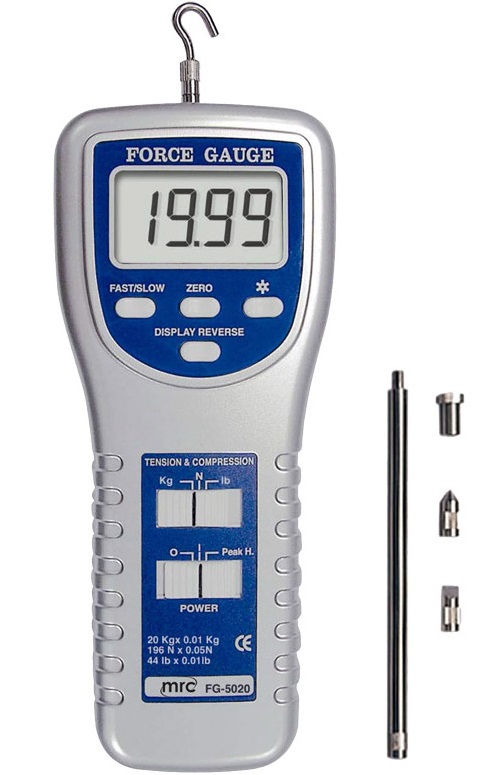 FORCE GAUGE
19.99
FAST/SLOW ZERO ✲
DISPLAY REVERSE
TENSION & COMPRESSION
Kg N lb
O Peak H.
POWER
20 Kgx 0.01 Kg
196 N x 0.05N
44 lb x 0.01lb
CE
mrc FG-5020